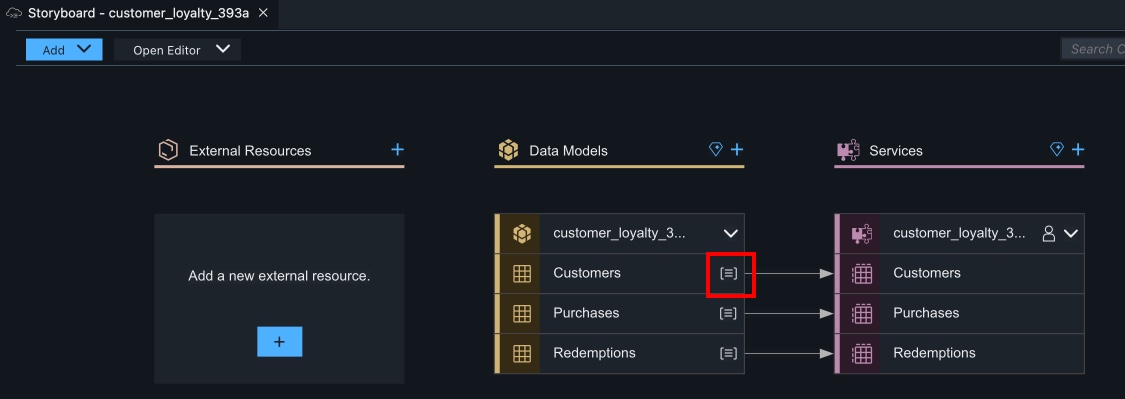 Storyboard - customer_loyalty_393a
Add
Open Editor
Search C
External Resources
Data Models
Services
Add a new external resource.
customer_loyalty_3...
Customers
Purchases
Redemptions
customer_loyalty_3...
Customers
Purchases
Redemptions